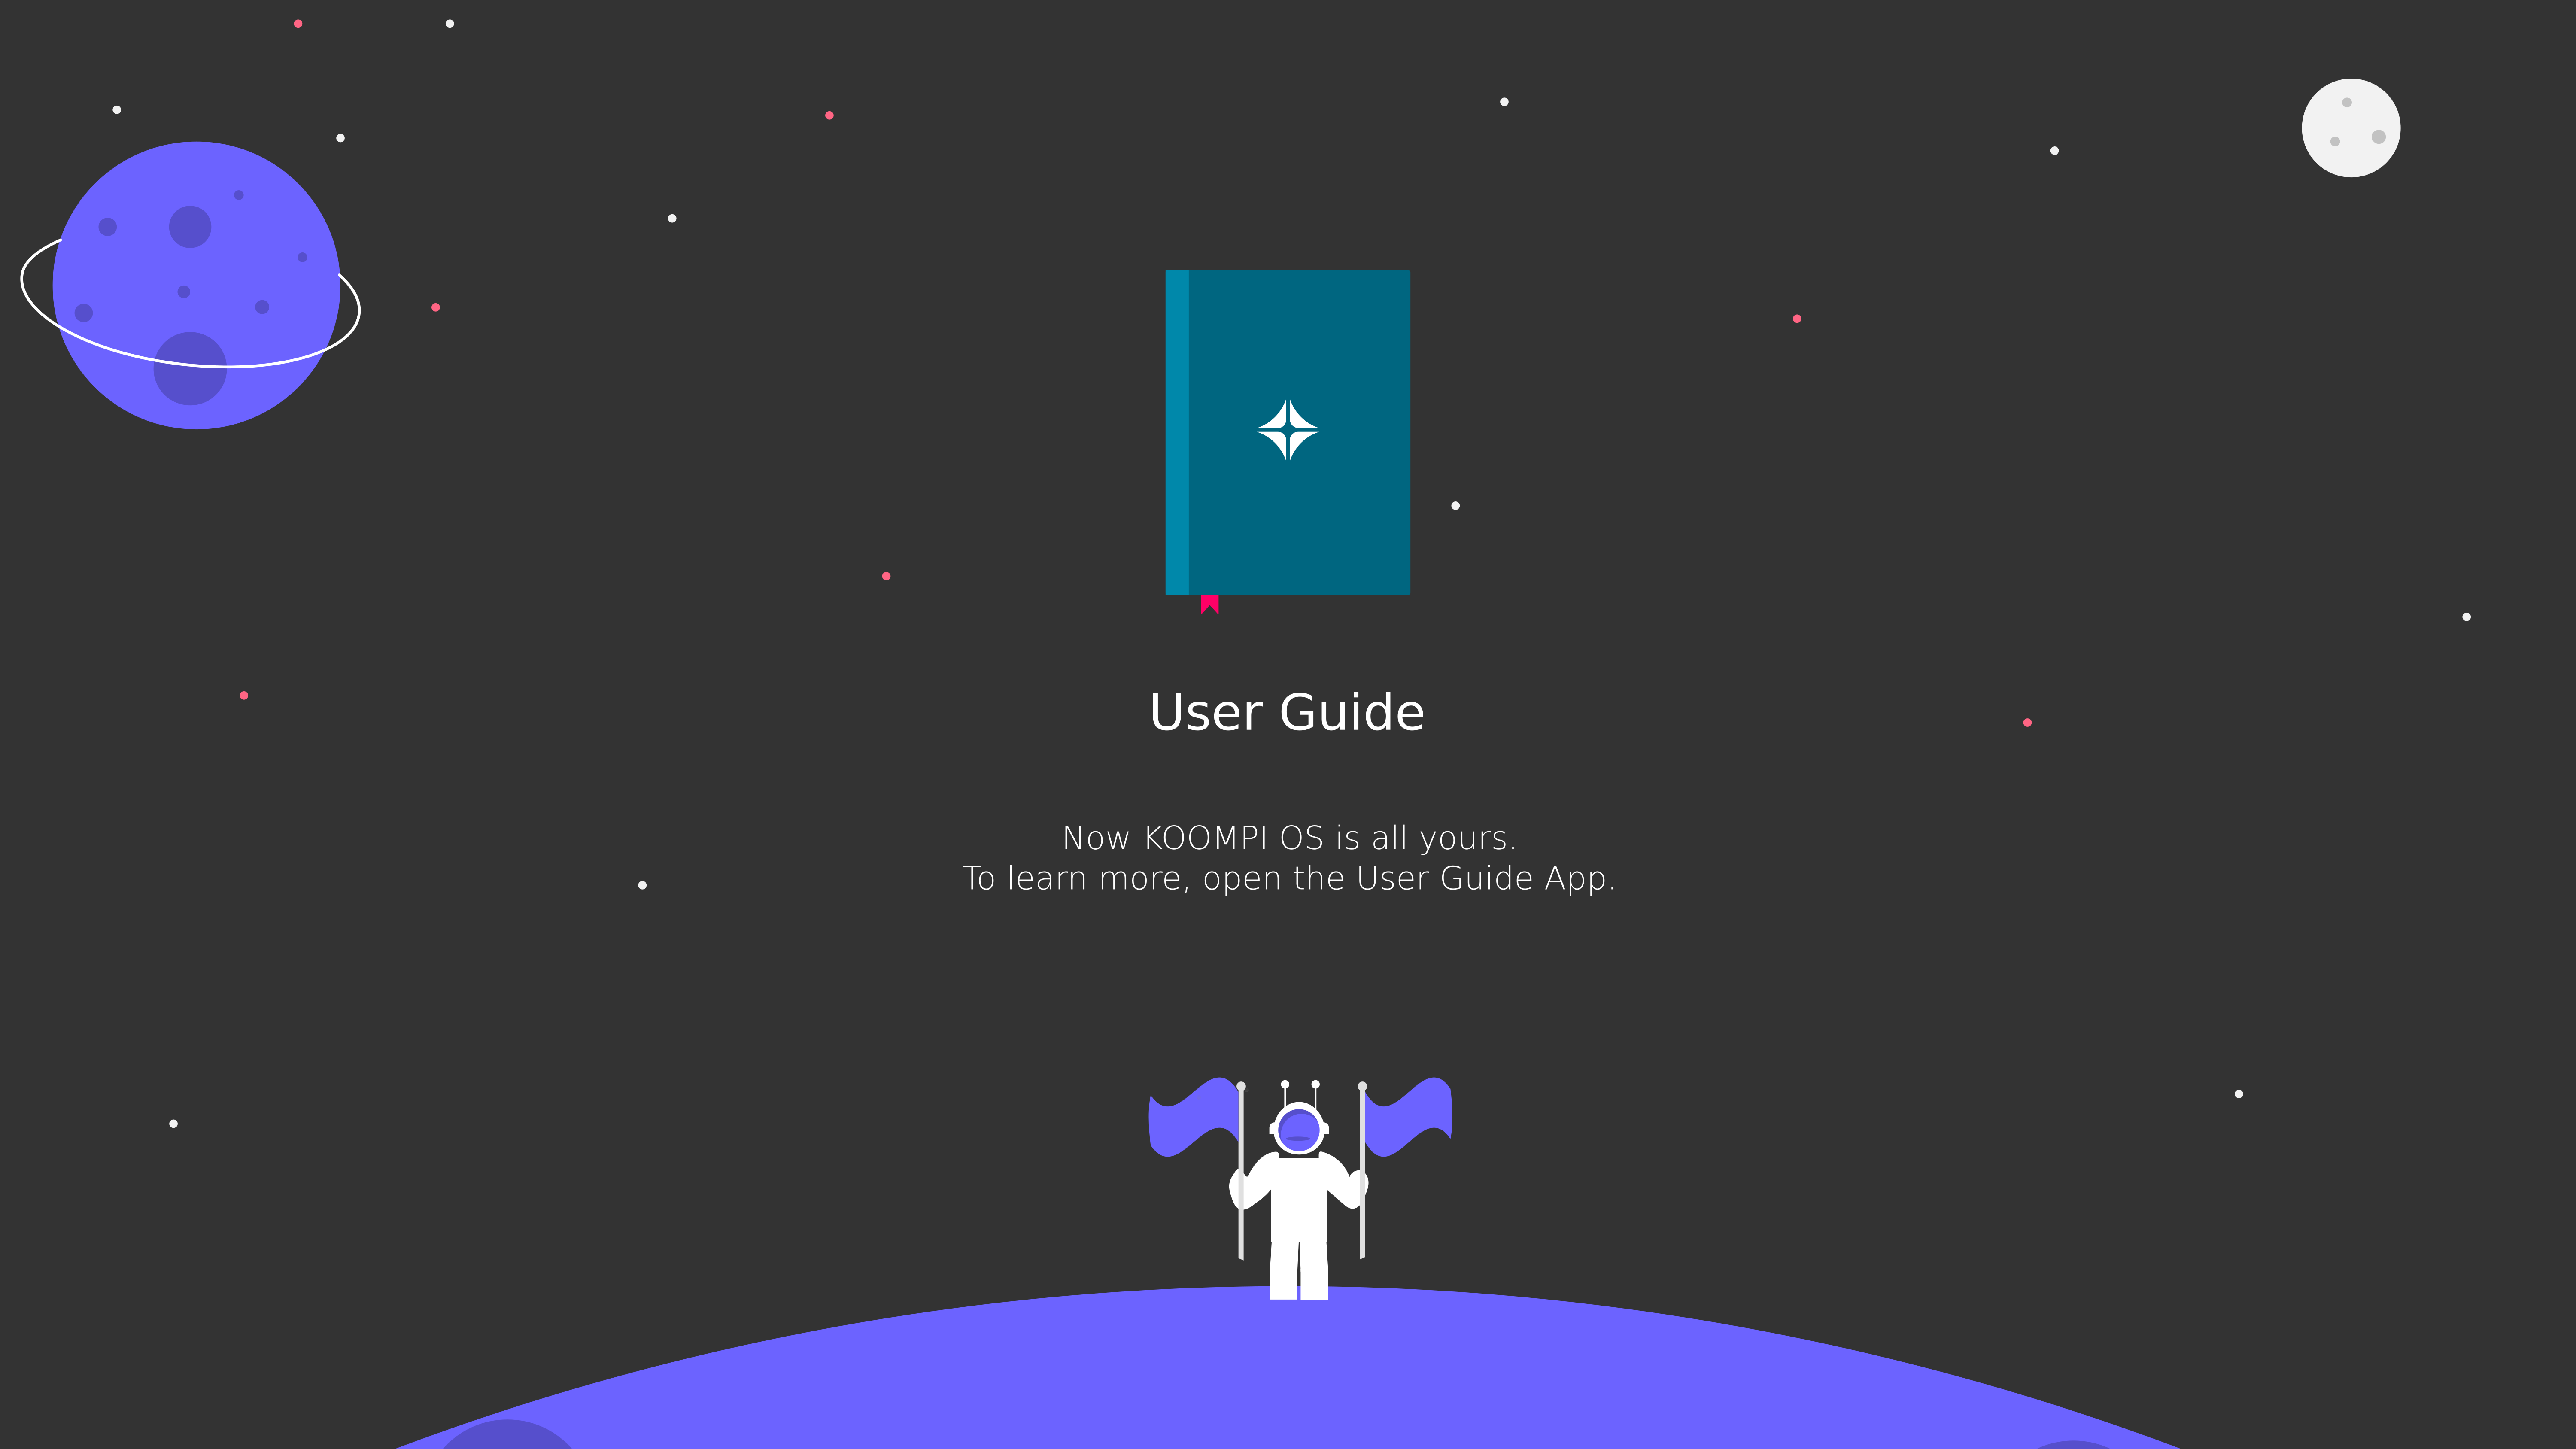 User Guide
Now KOOMPI OS is all yours.
To learn more, open the User Guide App.